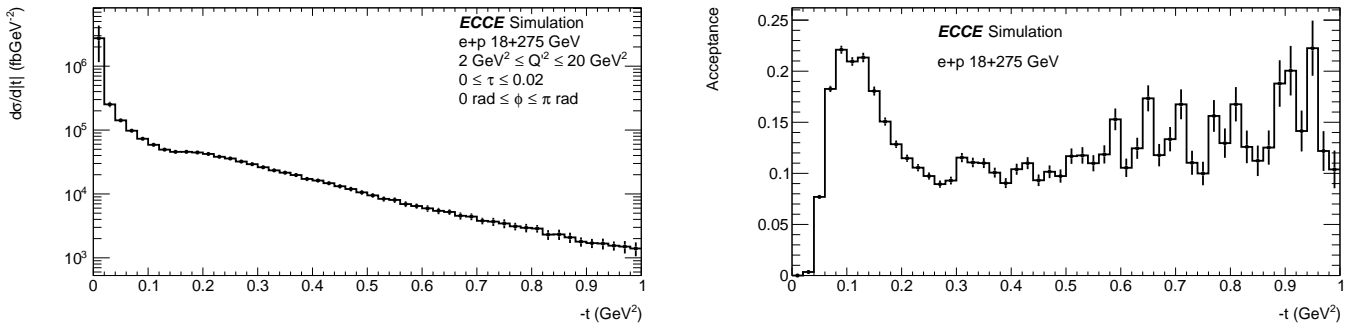 dσ/d|t| (fbGeV⁻²)
10⁶
10⁵
10⁴
10³
ECCE Simulation
e+p 18+275 GeV
2 GeV² ≤ Q'² ≤ 20 GeV²
0 ≤ τ ≤ 0.02
0 rad ≤ ϕ ≤ π rad
0 0.1 0.2 0.3 0.4 0.5 0.6 0.7 0.8 0.9 1
-t (GeV²)
Acceptance
0.25
0.2
0.15
0.1
0.05
0
ECCE Simulation
e+p 18+275 GeV
0 0.1 0.2 0.3 0.4 0.5 0.6 0.7 0.8 0.9 1
-t (GeV²)